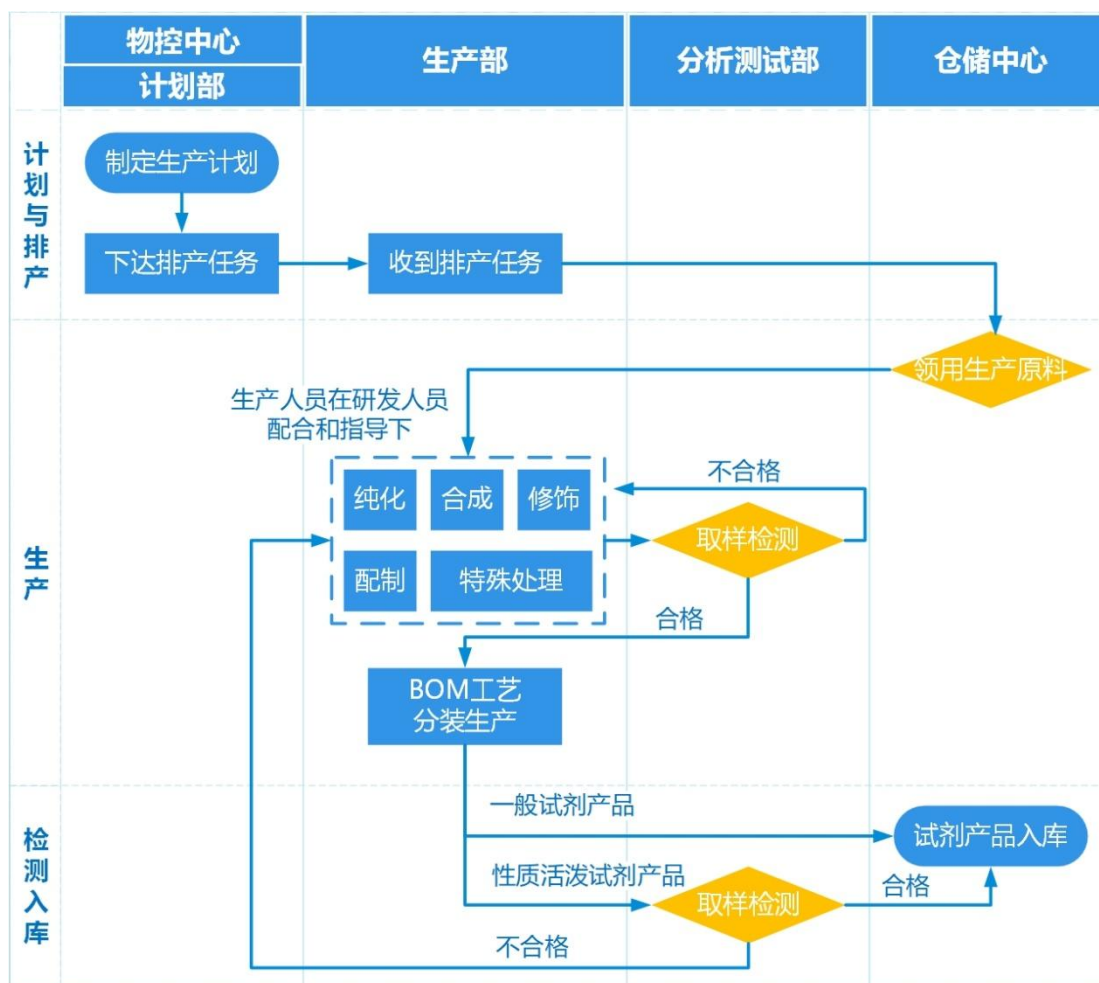 物控中心
计划部
生产部
分析测试部
仓储中心
计划与排产
制定生产计划
下达排产任务
收到排产任务
生产
领用生产原料
生产人员在研发人员
配合和指导下
纯化
合成
修饰
配制
特殊处理
不合格
取样检测
合格
BOM工艺
分装生产
检测入库
一般试剂产品
试剂产品入库
性质活泼试剂产品
取样检测
合格
不合格